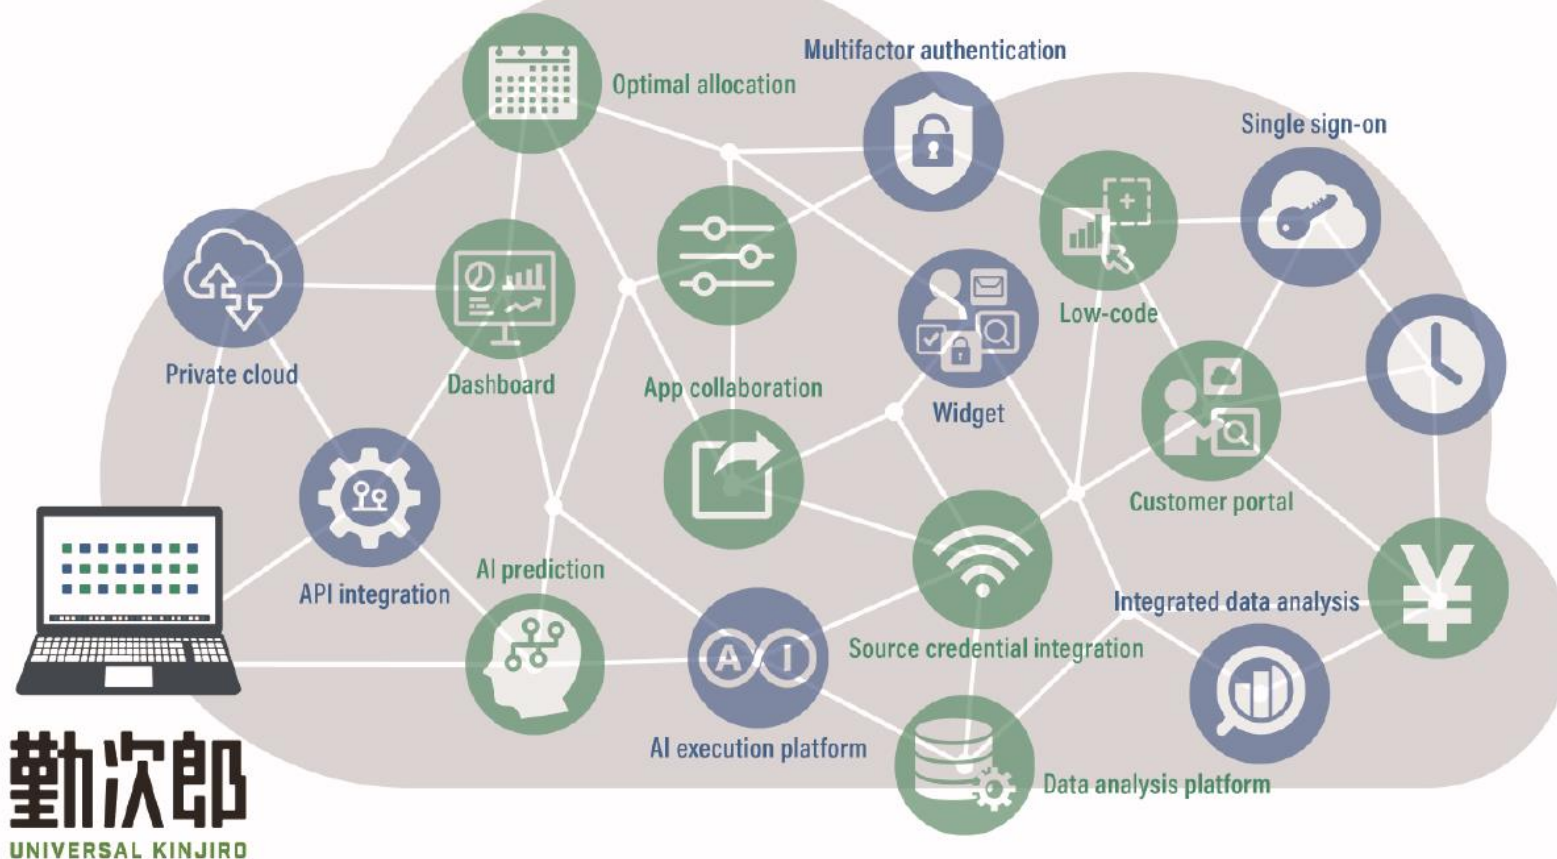 Multifactor authentication
Optimal allocation
Single sign-on
Low-code
Private cloud
Dashboard
App collaboration
Widget
Customer portal
AI prediction
API integration
Integrated data analysis
¥
A I
Source credential integration
AI execution platform
Data analysis platform
勤次郎
UNIVERSAL KINJIRO